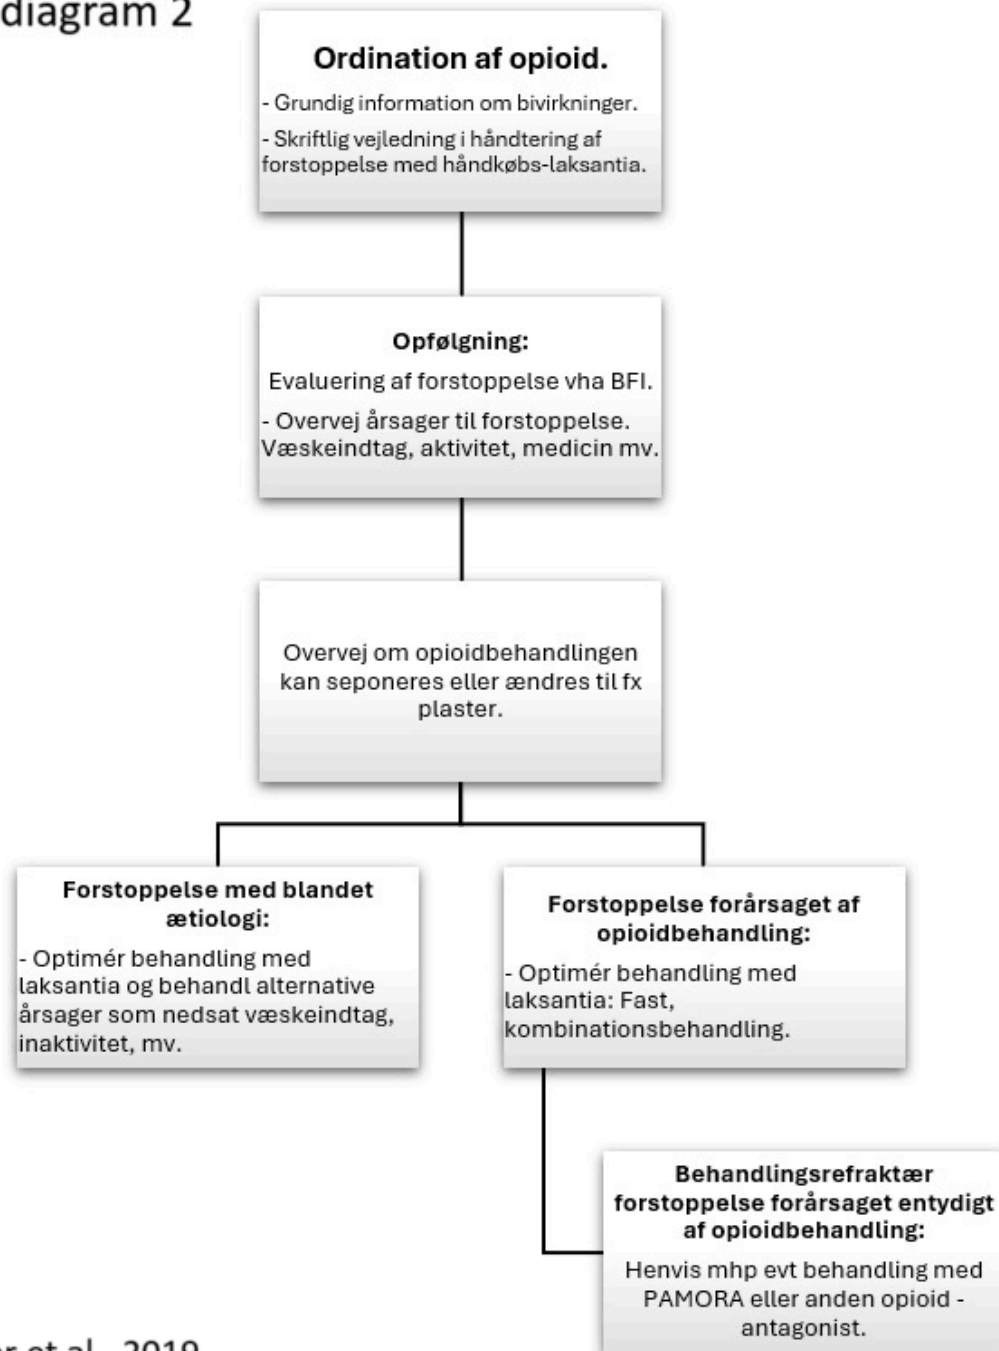 diagram 2
Ordination af opioid.
- Grundig information om bivirkninger.
- Skriftlig vejledning i håndtering af
forstoppelse med håndkøbs-laksantia.
Opfølgning:
Evaluering af forstoppelse vha BFI.
- Overvej årsager til forstoppelse.
Væskeindtag, aktivitet, medicin mv.
Overvej om opioidbehandlingen
kan seponeres eller ændres til fx
plaster.
Forstoppelse med blandet
ætiologi:
- Optimér behandling med
laksantia og behandl alternative
årsager som nedsat væskeindtag,
inaktivitet, mv.
Forstoppelse forårsaget af
opioidbehandling:
- Optimér behandling med
laksantia: Fast,
kombinationsbehandling.
Behandlingsrefraktær
forstoppelse forårsaget entydigt
af opioidbehandling:
Henvis mhp evt behandling med
PAMORA eller anden opioid -
antagonist.
et al., 2019